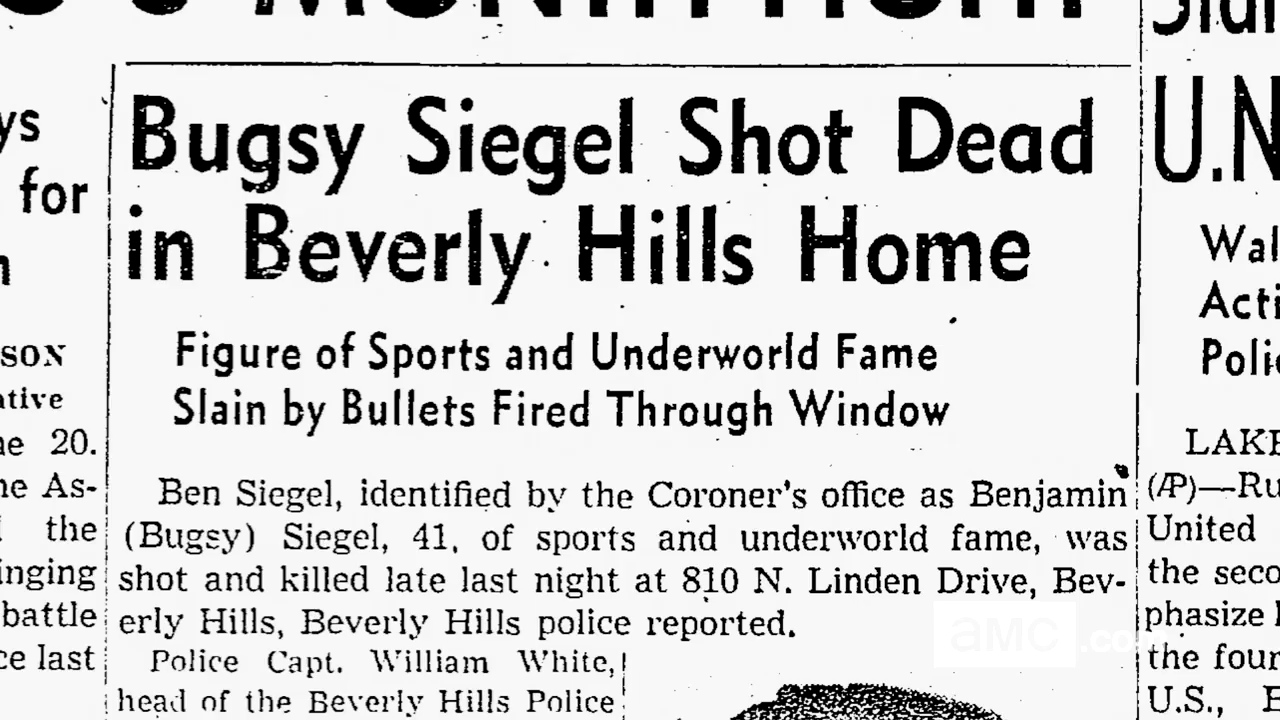 ys
for
SON
ative
ne 20.
he As-
the
inging
battle
ce last
Bugsy Siegel Shot Dead
in Beverly Hills Home
Figure of Sports and Underworld Fame
Slain by Bullets Fired Through Window
Ben Siegel, identified by the Coroner's office as Benjamin
(Bugsy) Siegel, 41, of sports and underworld fame, was
shot and killed late last night at 810 N. Linden Drive, Bev-
erly Hills, Beverly Hills police reported.
Police Capt. William White,
head of the Beverly Hills Police
U.N
Wal
Acti
Polic
LAKE
(AP)—Ru
United
the seco
phasize
the four
U.S., E
aMC.com